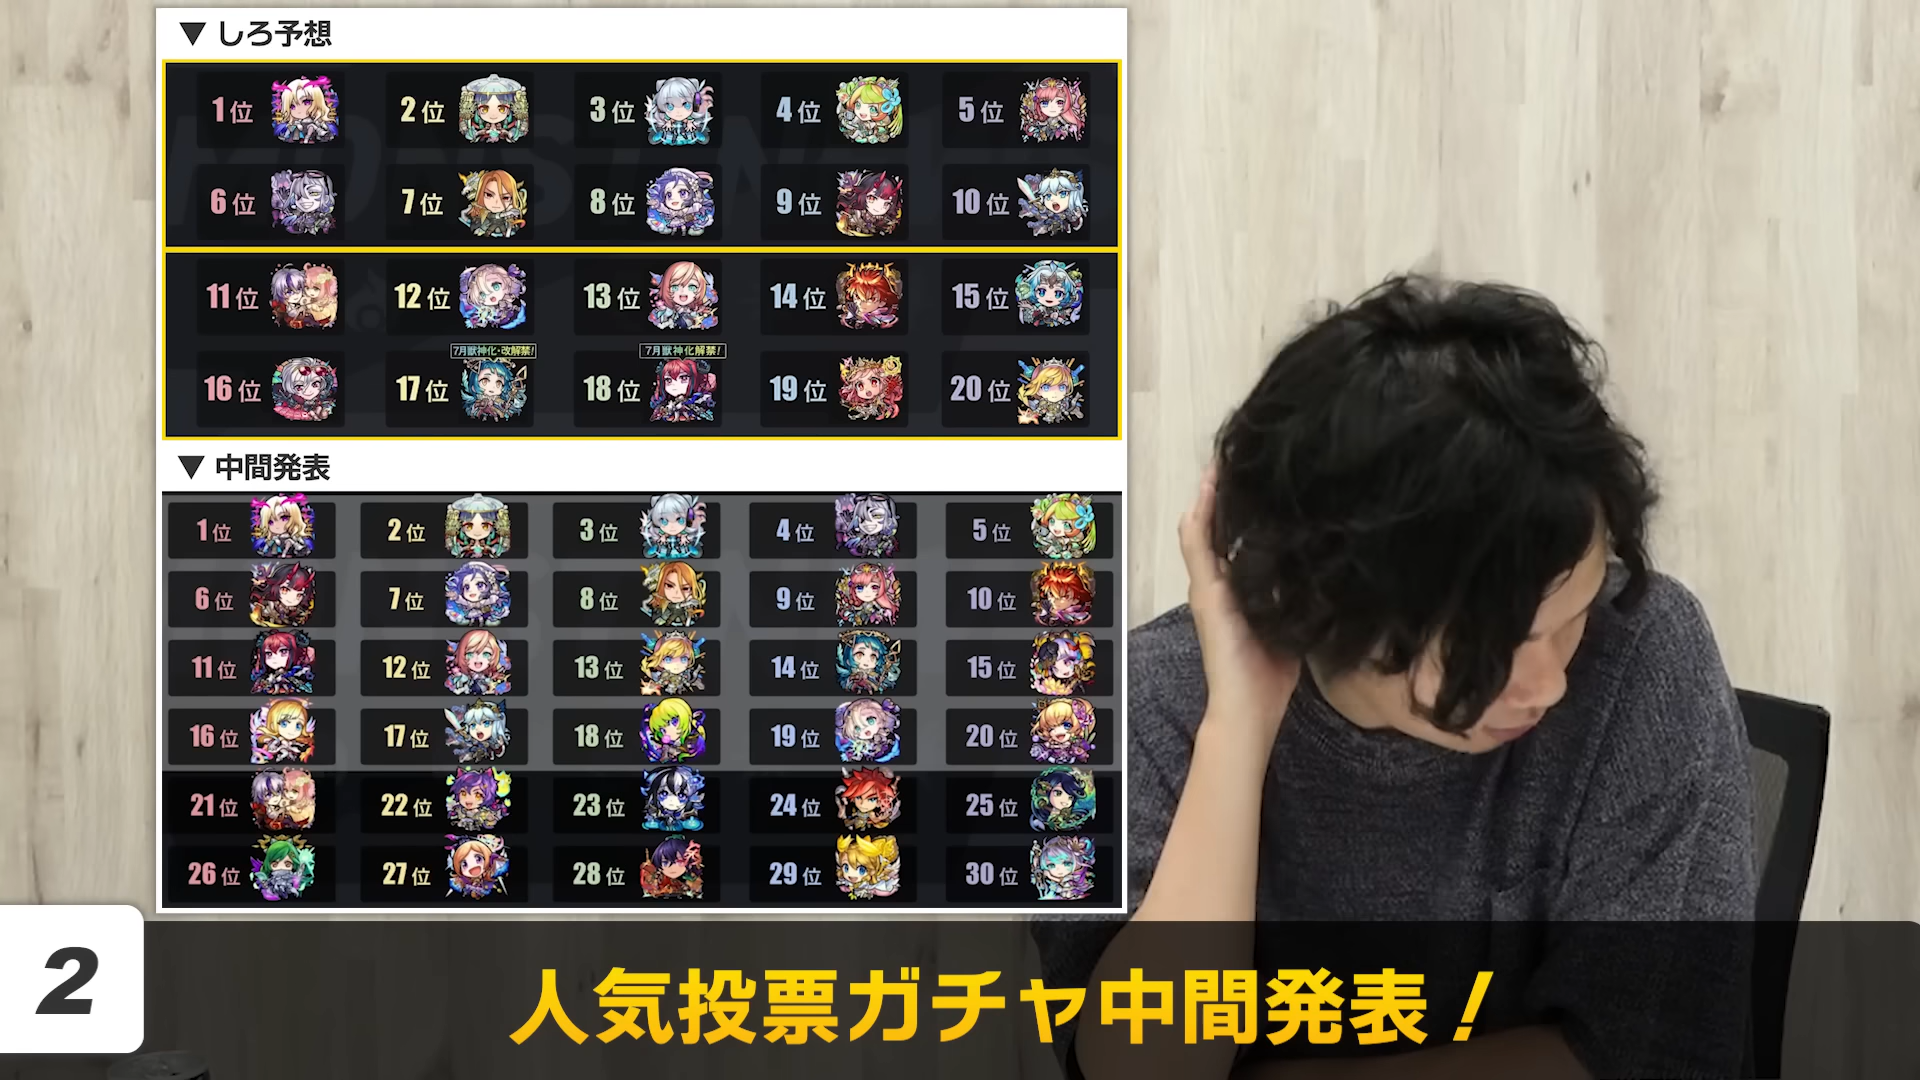 ▼ しろ予想
1位 2位 3位 4位 5位
6位 7位 8位 9位 10位
11位 12位 13位 14位 15位
7月獣神化・改解禁! 7月獣神化解禁!
16位 17位 18位 19位 20位
▼ 中間発表
1位 2位 3位 4位 5位
6位 7位 8位 9位 10位
11位 12位 13位 14位 15位
16位 17位 18位 19位 20位
21位 22位 23位 24位 25位
26位 27位 28位 29位 30位
2
人気投票ガチャ中間発表！